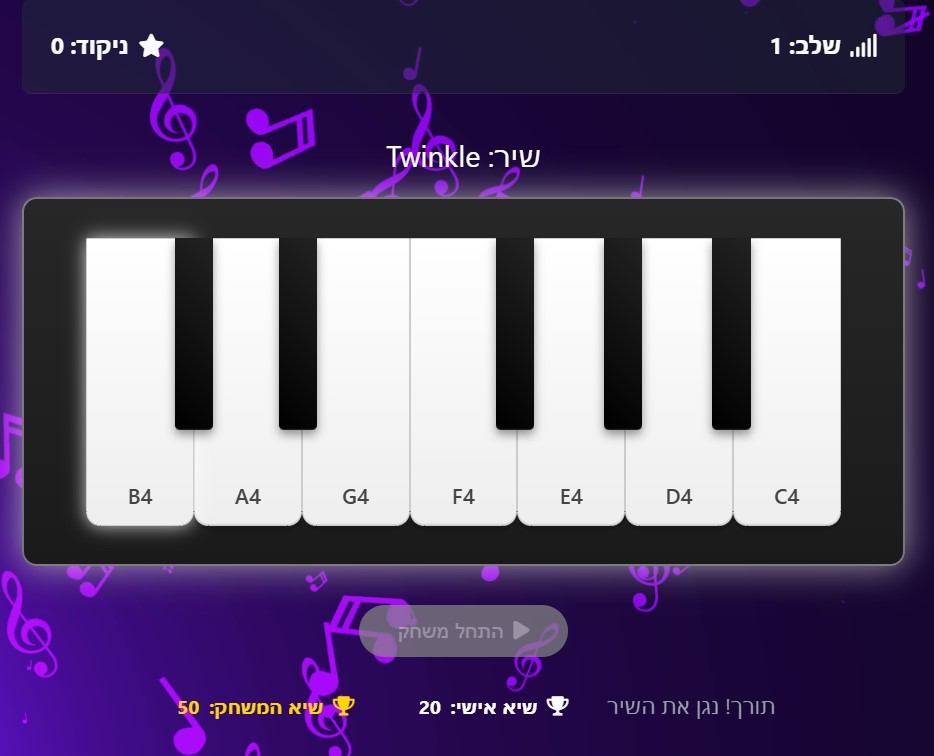 שלב: 1
ניקוד: 0
שיר: Twinkle
B4 A4 G4 F4 E4 D4 C4
התחל משחק
תורך! נגן את השיר שיא אישי: 20 שיא המשחק: 50